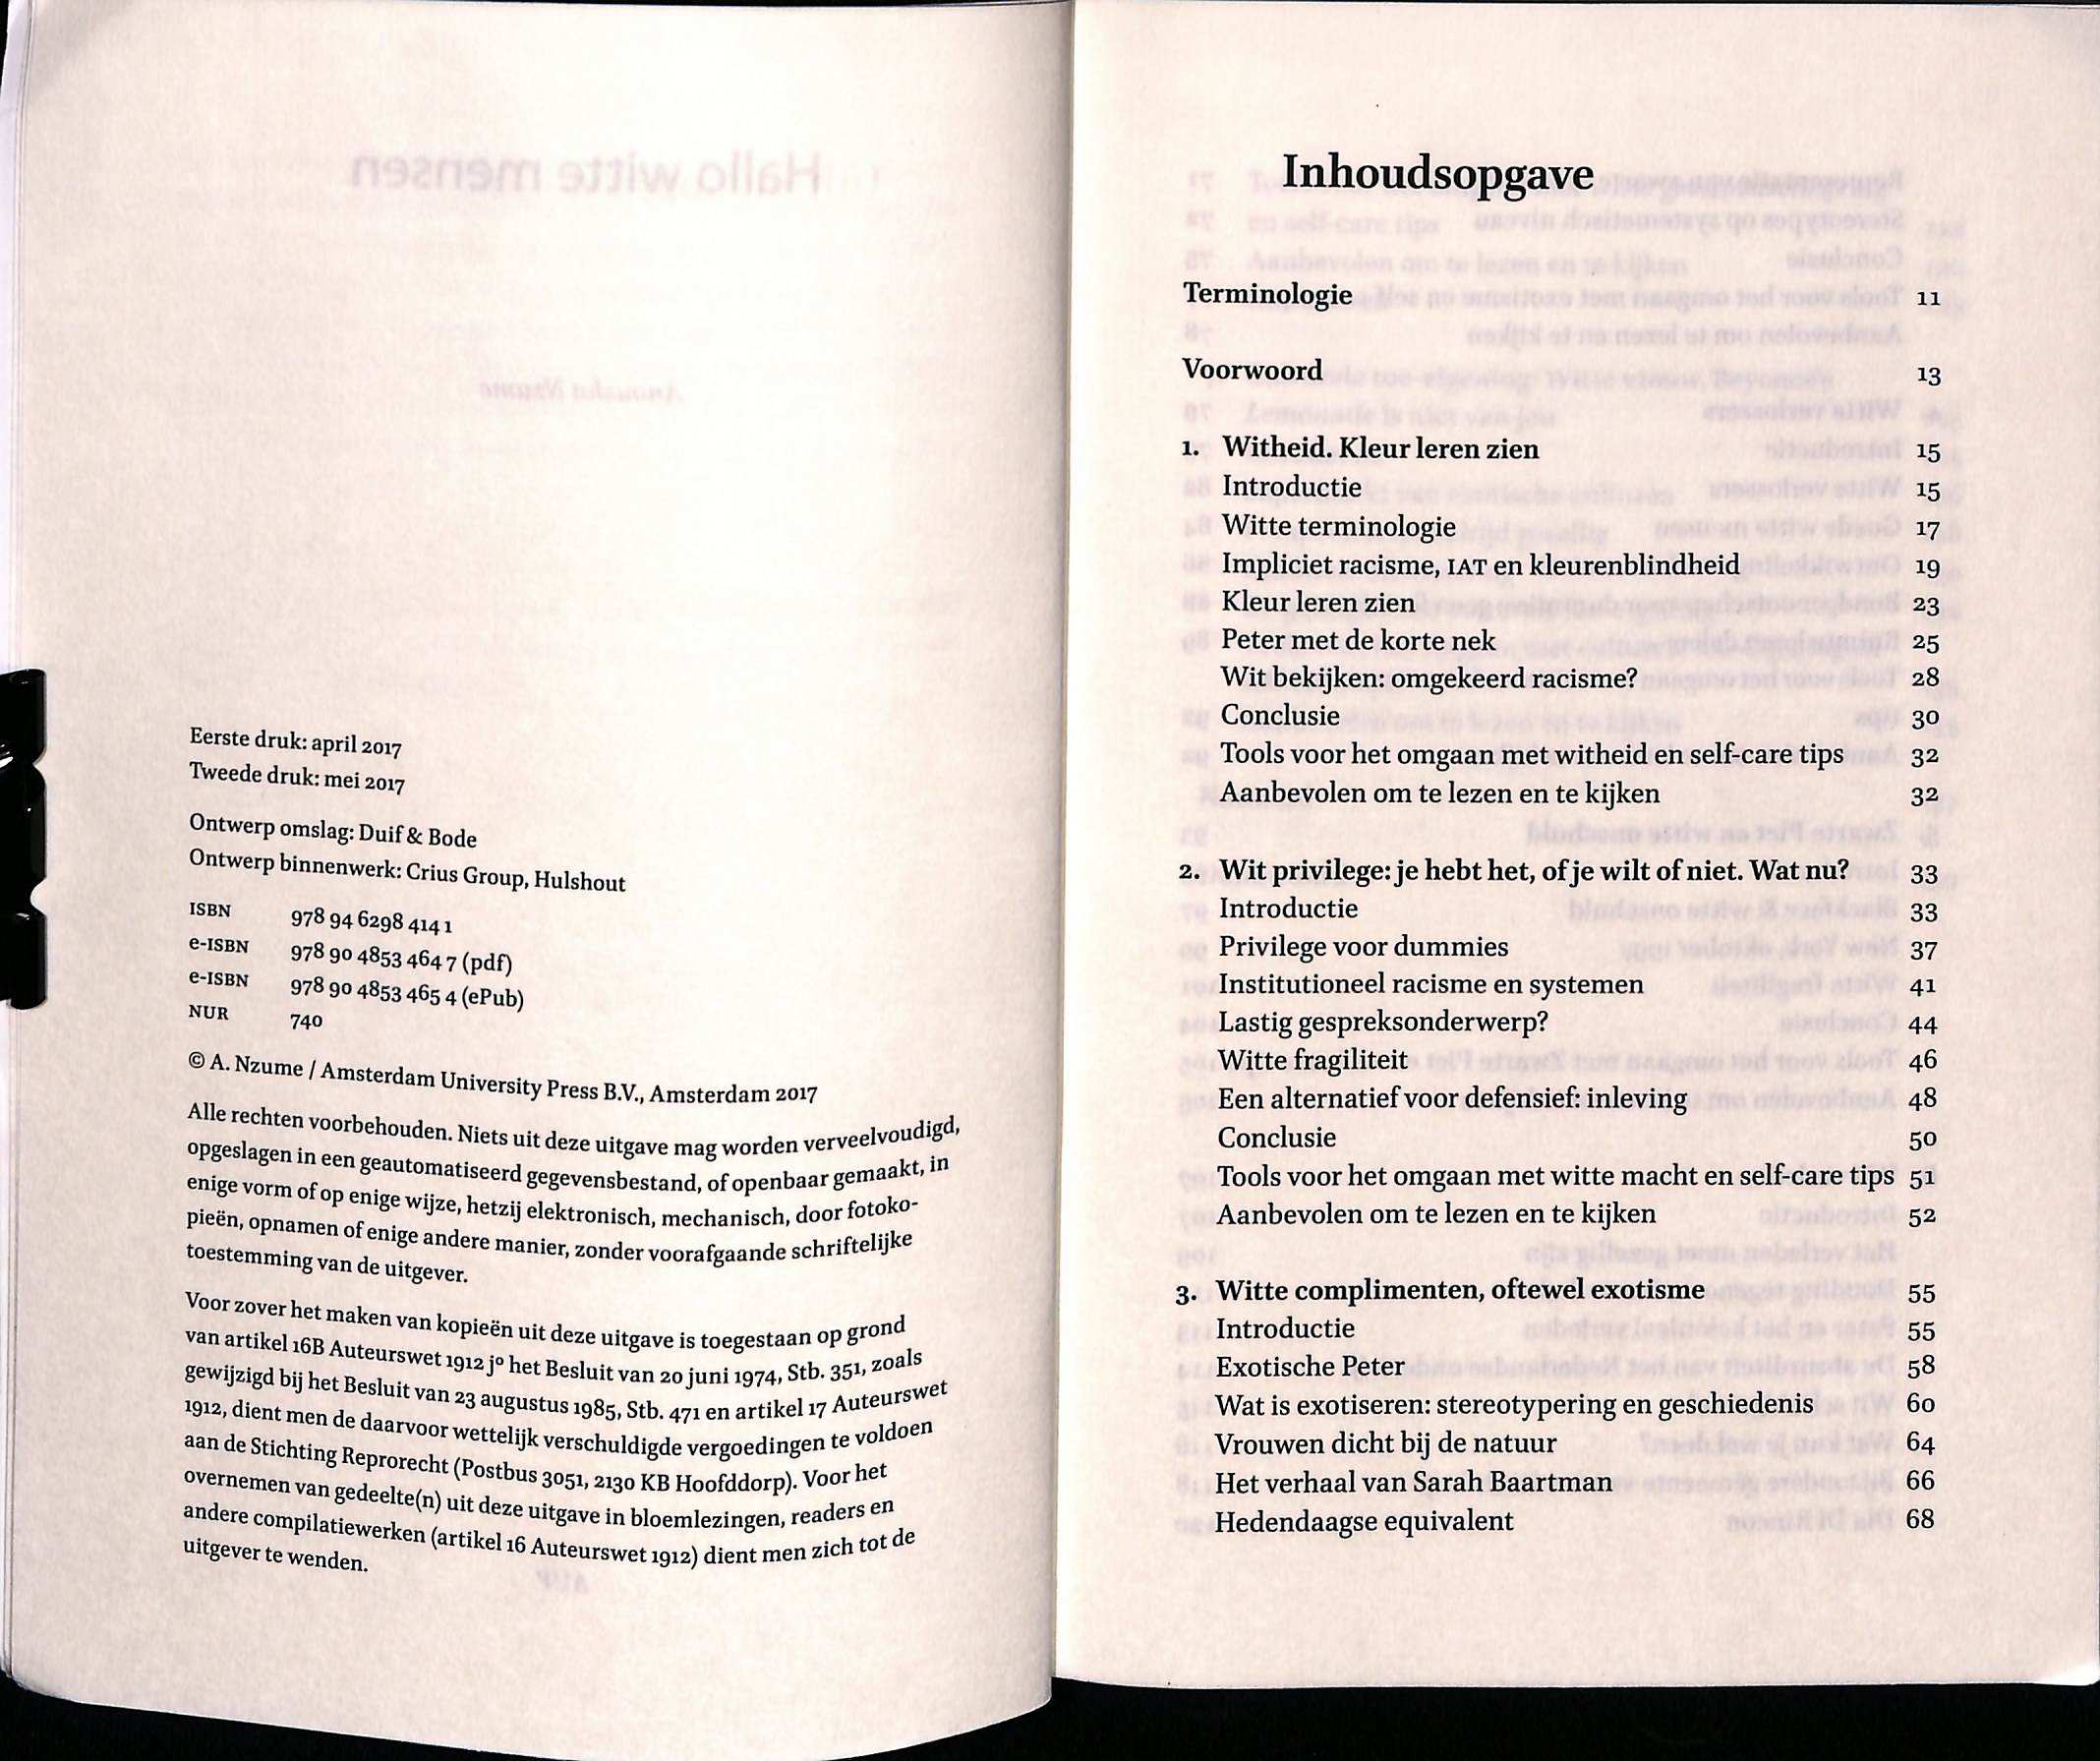 Hallo witte mensen
Anousha Nzume
Eerste druk: april 2017
Tweede druk: mei 2017
Ontwerp omslag: Duif & Bode
Ontwerp binnenwerk: Crius Group, Hulshout
ISBN 978 94 6298 414 1
e-ISBN 978 90 4853 464 7 (pdf)
e-ISBN 978 90 4853 465 4 (ePub)
NUR 740
© A. Nzume / Amsterdam University Press B.V., Amsterdam 2017
Alle rechten voorbehouden. Niets uit deze uitgave mag worden verveelvoudigd,
opgeslagen in een geautomatiseerd gegevensbestand, of openbaar gemaakt, in
enige vorm of op enige wijze, hetzij elektronisch, mechanisch, door fotoko-
pieën, opnamen of enige andere manier, zonder voorafgaande schriftelijke
toestemming van de uitgever.
Voor zover het maken van kopieën uit deze uitgave is toegestaan op grond
van artikel 16B Auteurswet 1912 jº het Besluit van 20 juni 1974, Stb. 351, zoals
gewijzigd bij het Besluit van 23 augustus 1985, Stb. 471 en artikel 17 Auteurswet
1912, dient men de daarvoor wettelijk verschuldigde vergoedingen te voldoen
aan de Stichting Reprorecht (Postbus 3051, 2130 KB Hoofddorp). Voor het
overnemen van gedeelte(n) uit deze uitgave in bloemlezingen, readers en
andere compilatiewerken (artikel 16 Auteurswet 1912) dient men zich tot de
uitgever te wenden.
AUP
Inhoudsopgave
Terminologie 11
Voorwoord 13
1. Witheid. Kleur leren zien 15
Introductie 15
Witte terminologie 17
Impliciet racisme, IAT en kleurenblindheid 19
Kleur leren zien 23
Peter met de korte nek 25
Wit bekijken: omgekeerd racisme? 28
Conclusie 30
Tools voor het omgaan met witheid en self-care tips 32
Aanbevolen om te lezen en te kijken 32
2. Wit privilege: je hebt het, of je wilt of niet. Wat nu? 33
Introductie 33
Privilege voor dummies 37
Institutioneel racisme en systemen 41
Lastig gespreksonderwerp? 44
Witte fragiliteit 46
Een alternatief voor defensief: inleving 48
Conclusie 50
Tools voor het omgaan met witte macht en self-care tips 51
Aanbevolen om te lezen en te kijken 52
3. Witte complimenten, oftewel exotisme 55
Introductie 55
Exotische Peter 58
Wat is exotiseren: stereotypering en geschiedenis 60
Vrouwen dicht bij de natuur 64
Het verhaal van Sarah Baartman 66
Hedendaagse equivalent 68